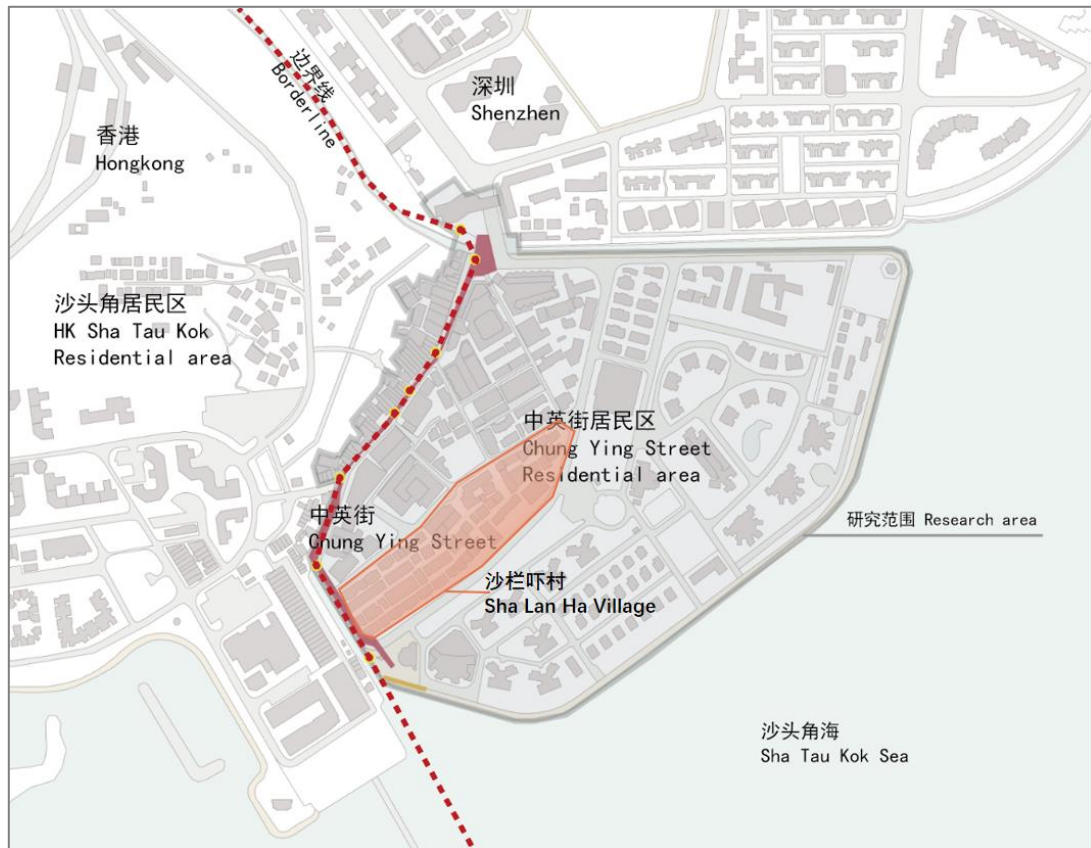 边界线
Borderline
深圳
Shenzhen
香港
Hongkong
沙头角居民区
HK Sha Tau Kok
Residential area
中英街居民区
Chung Ying Street
Residential area
中英街
Chung Ying Street
研究范围 Research area
沙栏吓村
Sha Lan Ha Village
沙头角海
Sha Tau Kok Sea